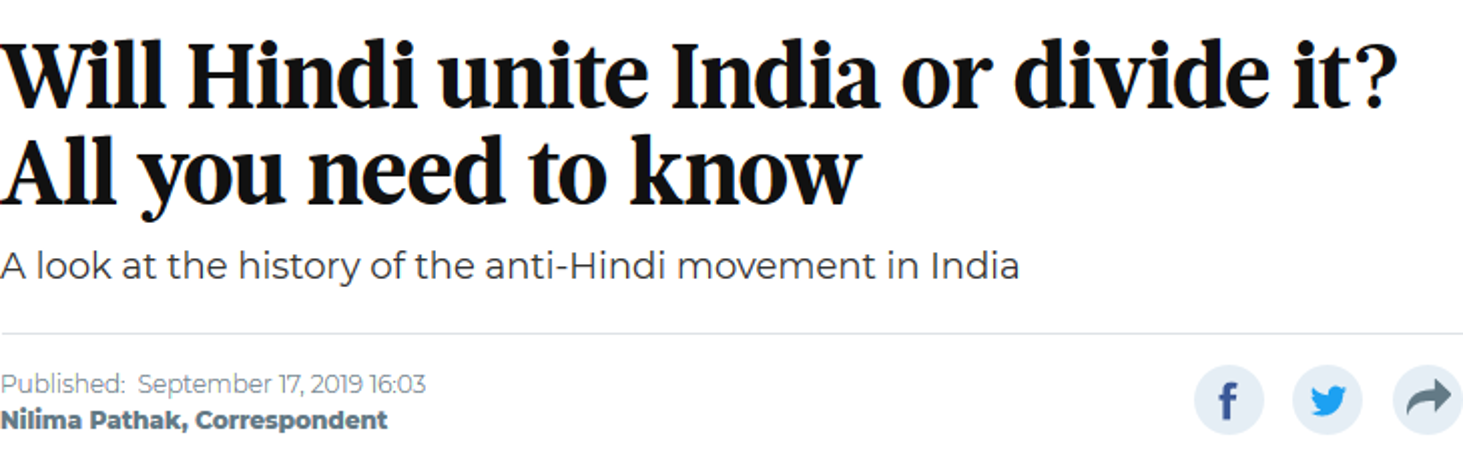 Will Hindi unite India or divide it?
All you need to know
A look at the history of the anti-Hindi movement in India
Published: September 17, 2019 16:03
Nilima Pathak, Correspondent